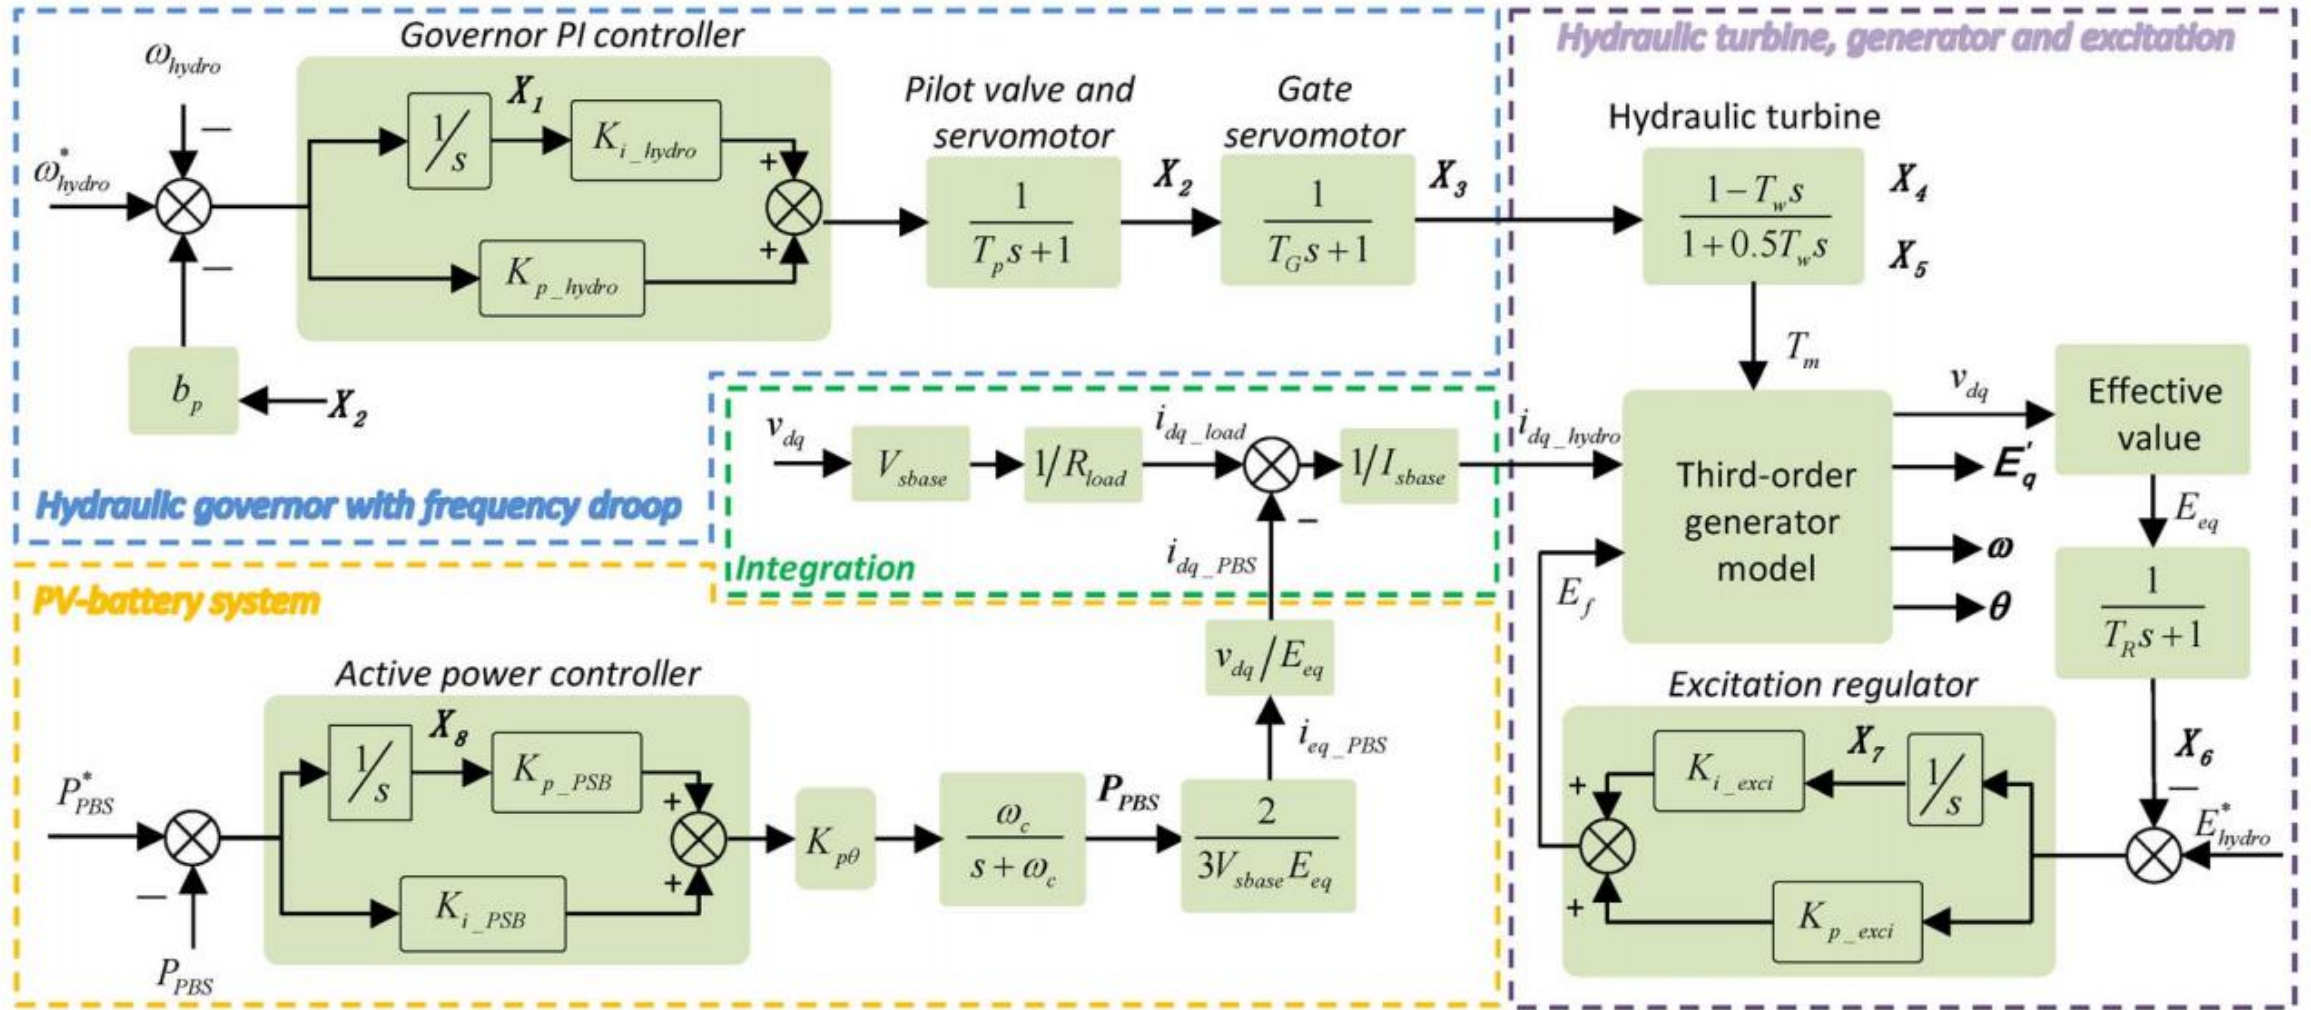 Governor PI controller
ω_hydro
ω*_hydro
−
−
1/s
X_1
K_i_hydro
+
K_p_hydro
+
b_p
X_2
Pilot valve and
servomotor
1
T_p s + 1
X_2
Gate
servomotor
1
T_G s + 1
X_3
Hydraulic governor with frequency droop
Hydraulic turbine, generator and excitation
Hydraulic turbine
1 − T_w s
1 + 0.5T_w s
X_4
X_5
T_m
v_dq
V_sbase
1/R_load
i_dq_load
−
1/I_sbase
i_dq_hydro
i_dq_PBS
Integration
Third-order
generator
model
v_dq
E'_q
ω
θ
E_f
Effective
value
E_eq
1
T_R s + 1
X_6
−
E*_hydro
Excitation regulator
K_i_exci
X_7
1/s
+
K_p_exci
+
PV-battery system
Active power controller
P*_PBS
−
P_PBS
1/s
X_8
K_p_PSB
+
K_i_PSB
+
K_pθ
ω_c
s + ω_c
P_PBS
2
3V_sbase E_eq
i_eq_PBS
v_dq/E_eq